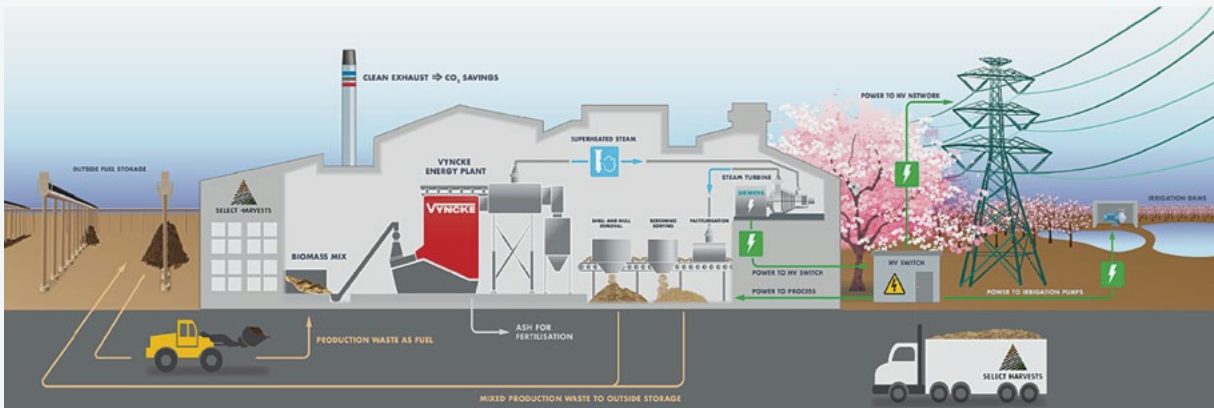 CLEAN EXHAUST ⇒ CO₂ SAVINGS
POWER TO HV NETWORK
SUPERHEATED STEAM
OUTSIDE FUEL STORAGE
VYNCKE
ENERGY PLANT
STEAM TURBINE
SIEMENS
VYNCKE
SELECT HARVESTS
IRRIGATION DAMS
SHELL AND HULL
REMOVAL
SCREENING
SORTING
PASTEURISATION
BIOMASS MIX
HV SWITCH
POWER TO HV SWITCH
POWER TO PROCESS
POWER TO IRRIGATION PUMPS
ASH FOR
FERTILISATION
PRODUCTION WASTE AS FUEL
SELECT HARVESTS
MIXED PRODUCTION WASTE TO OUTSIDE STORAGE